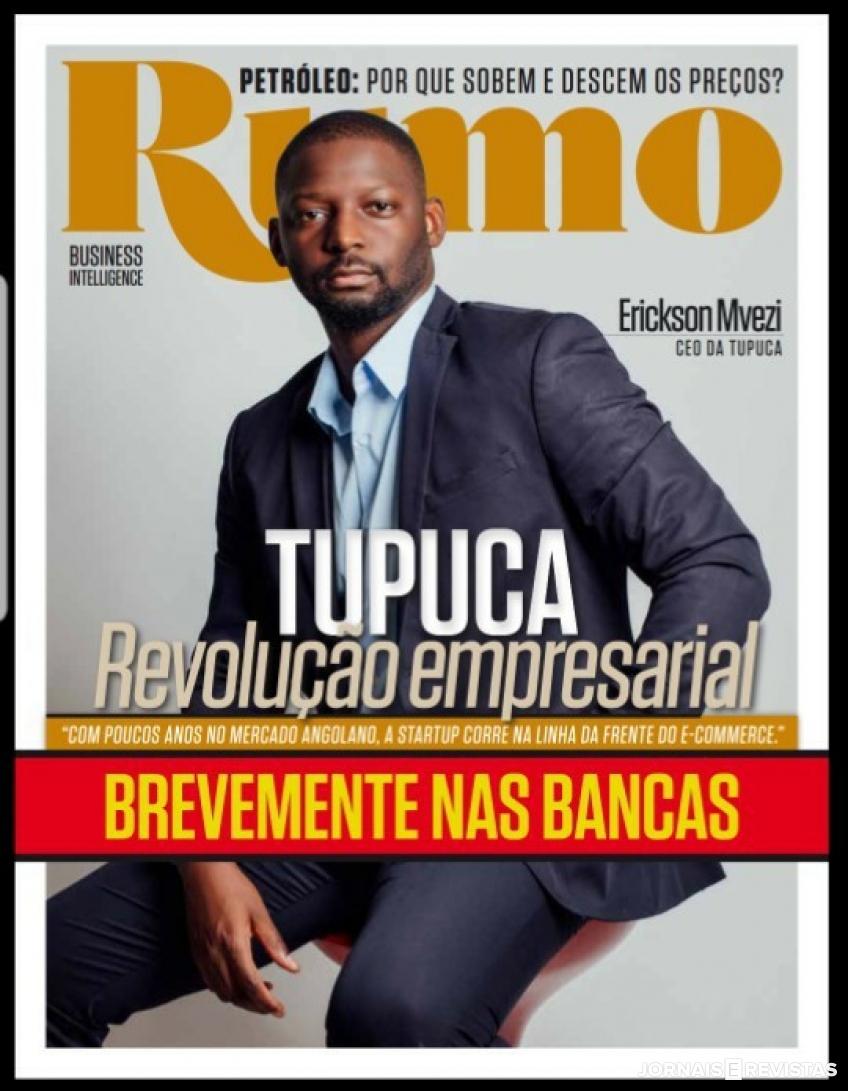 PETRÓLEO: POR QUE SOBEM E DESCEM OS PREÇOS?
Rumo
BUSINESS
INTELLIGENCE
Erickson Mvezi
CEO DA TUPUCA
TUPUCA
Revolução empresarial
“COM POUCOS ANOS NO MERCADO ANGOLANO, A STARTUP CORRE NA LINHA DA FRENTE DO E-COMMERCE.”
BREVEMENTE NAS BANCAS
JORNAIS E REVISTAS